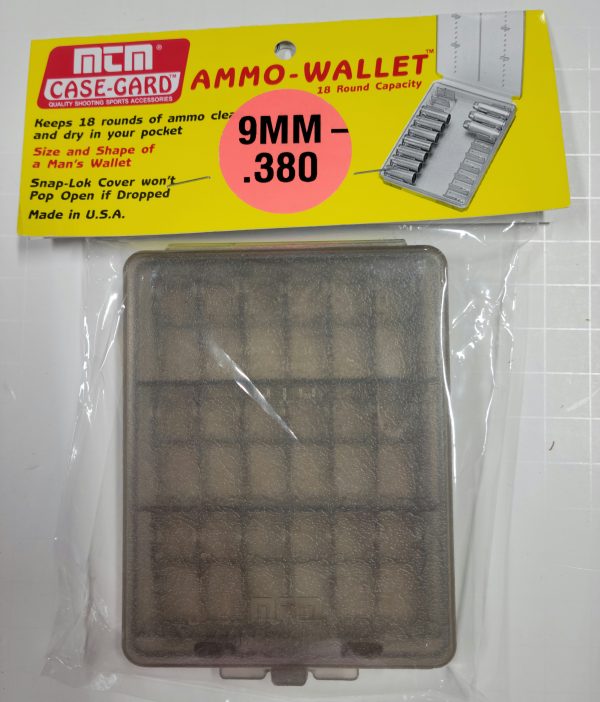 MTM®
CASE-GARD™
QUALITY SHOOTING SPORTS ACCESSORIES
AMMO-WALLET™
18 Round Capacity
Keeps 18 rounds of ammo clea
and dry in your pocket
Size and Shape of
a Man's Wallet
Snap-Lok Cover won't
Pop Open if Dropped
Made in U.S.A.
9MM –
.380
MTM